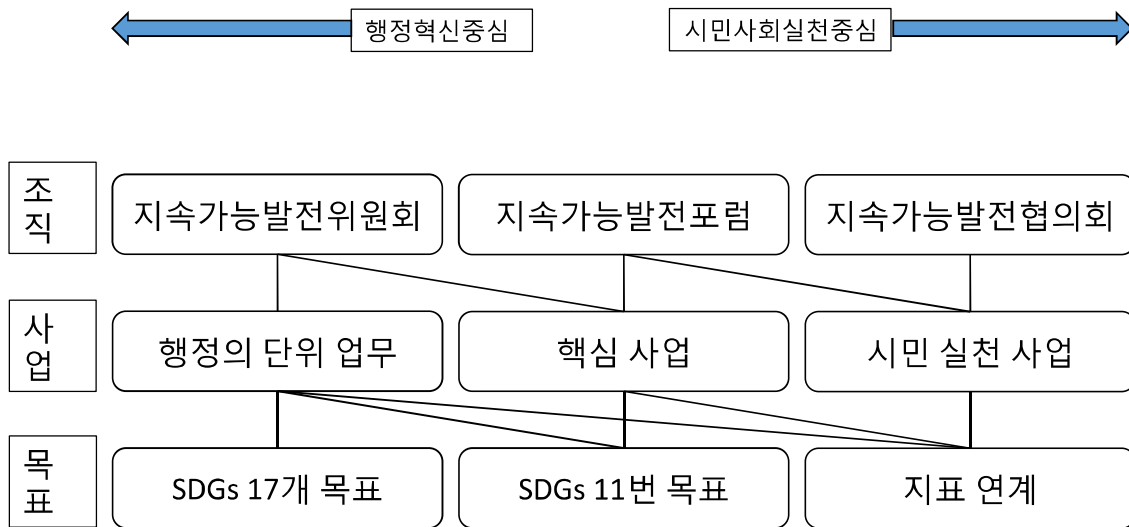 행정혁신중심
시민사회실천중심
조
직
지속가능발전위원회
지속가능발전포럼
지속가능발전협의회
사
업
행정의 단위 업무
핵심 사업
시민 실천 사업
목
표
SDGs 17개 목표
SDGs 11번 목표
지표 연계